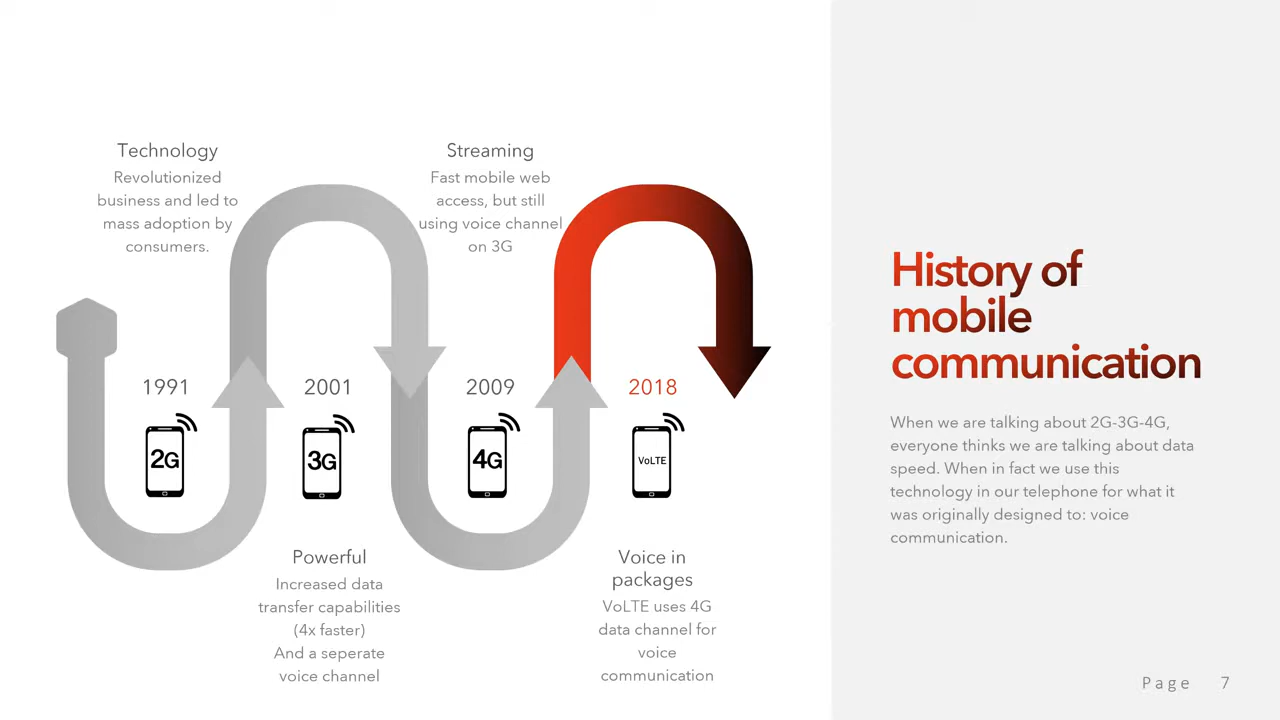 Technology
Revolutionized
business and led to
mass adoption by
consumers.
Streaming
Fast mobile web
access, but still
using voice channel
on 3G
1991
2001
2009
2018
2G
3G
4G
VoLTE
Powerful
Increased data
transfer capabilities
(4x faster)
And a seperate
voice channel
Voice in
packages
VoLTE uses 4G
data channel for
voice
communication
History of
mobile
communication
When we are talking about 2G-3G-4G,
everyone thinks we are talking about data
speed. When in fact we use this
technology in our telephone for what it
was originally designed to: voice
communication.
Page 7